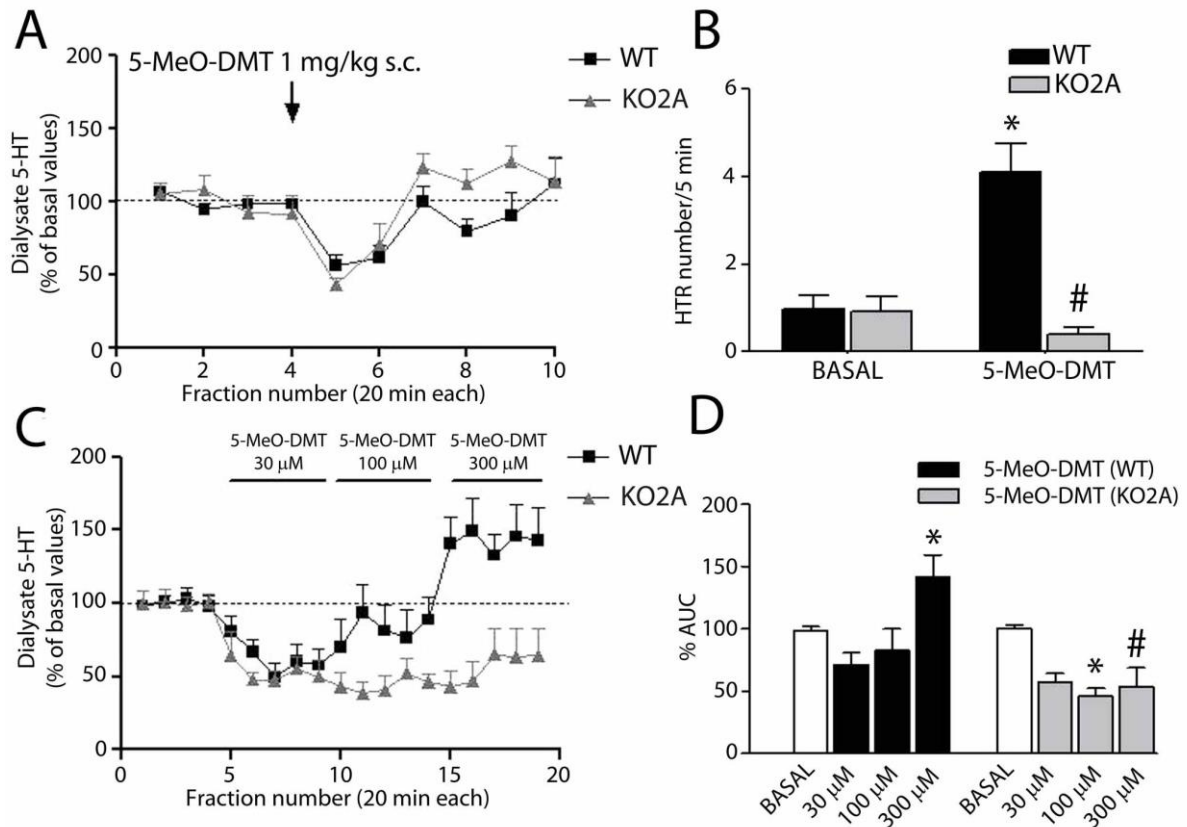 A
5-MeO-DMT 1 mg/kg s.c.
WT
KO2A
200
150
100
50
0
Dialysate 5-HT
(% of basal values)
0 2 4 6 8 10
Fraction number (20 min each)
B
WT
KO2A
6
4
2
0
HTR number/5 min
*
#
BASAL 5-MeO-DMT
C
5-MeO-DMT 5-MeO-DMT 5-MeO-DMT
30 µM 100 µM 300 µM
WT
KO2A
200
150
100
50
0
Dialysate 5-HT
(% of basal values)
0 5 10 15 20
Fraction number (20 min each)
D
5-MeO-DMT (WT)
5-MeO-DMT (KO2A)
200
150
100
50
0
% AUC
* * #
BASAL 30 µM 100 µM 300 µM BASAL 30 µM 100 µM 300 µM